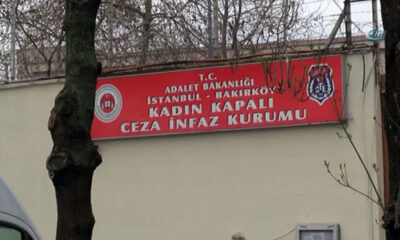 T.C.
ADALET BAKANLIĞI
İSTANBUL - BAKIRKÖY
KADIN KAPALI
CEZA İNFAZ KURUMU